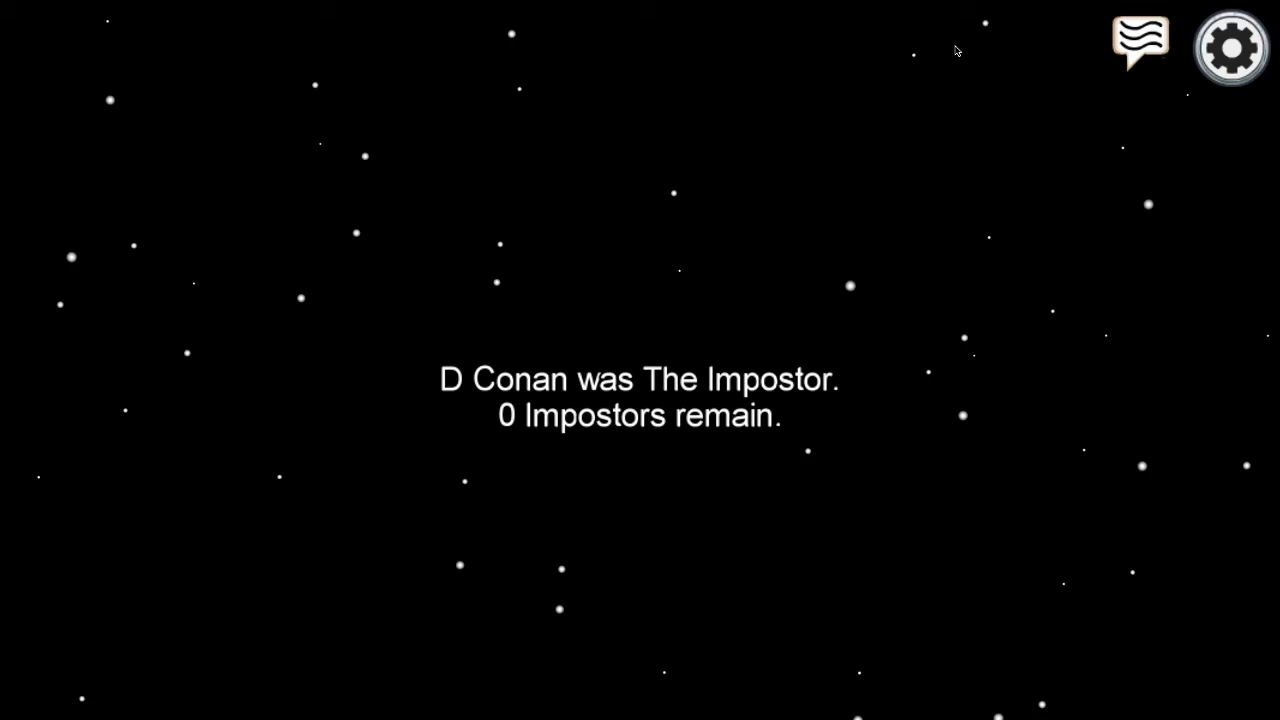 D Conan was The Impostor.
0 Impostors remain.